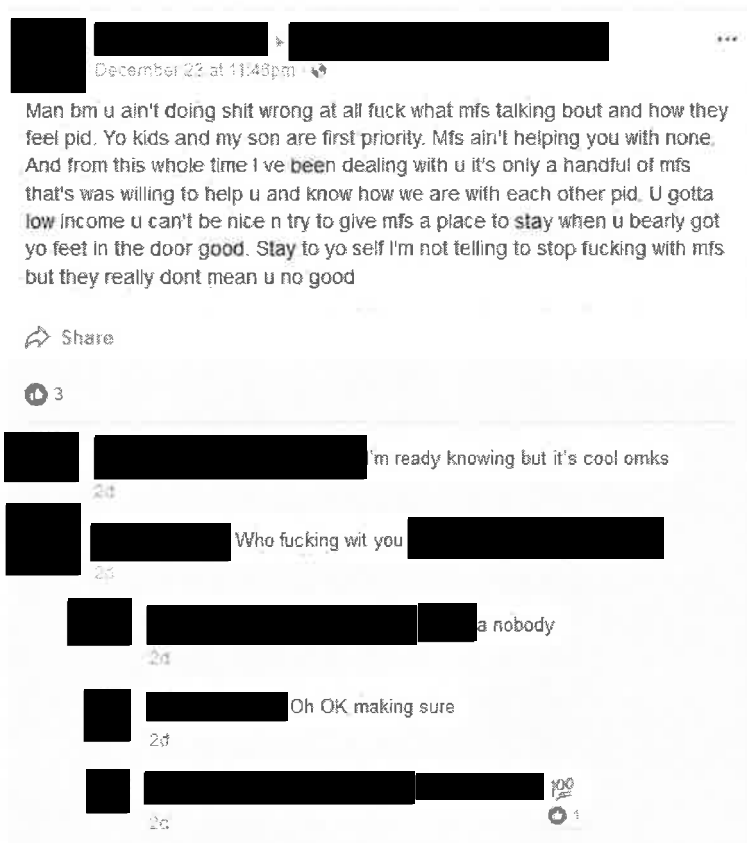 December 23 at 11:48pm
Man bm u ain't doing shit wrong at all fuck what mfs talking bout and how they
feel pid. Yo kids and my son are first priority. Mfs ain't helping you with none.
And from this whole time I ve been dealing with u it's only a handful of mfs
that's was willing to help u and know how we are with each other pid. U gotta
low income u can't be nice n try to give mfs a place to stay when u bearly got
yo feet in the door good. Stay to yo self I'm not telling to stop fucking with mfs
but they really dont mean u no good
Share
3
I'm ready knowing but it's cool omks
2d
Who fucking wit you
2d
a nobody
2d
Oh OK making sure
2d
💯
1
2d